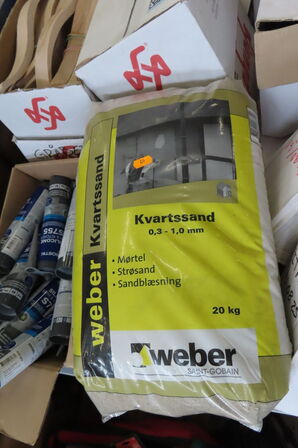 weber Kvartssand
Kvartssand
0,3 - 1,0 mm
• Mørtel
• Strøsand
• Sandblæsning
20 kg
weber
SAINT-GOBAIN